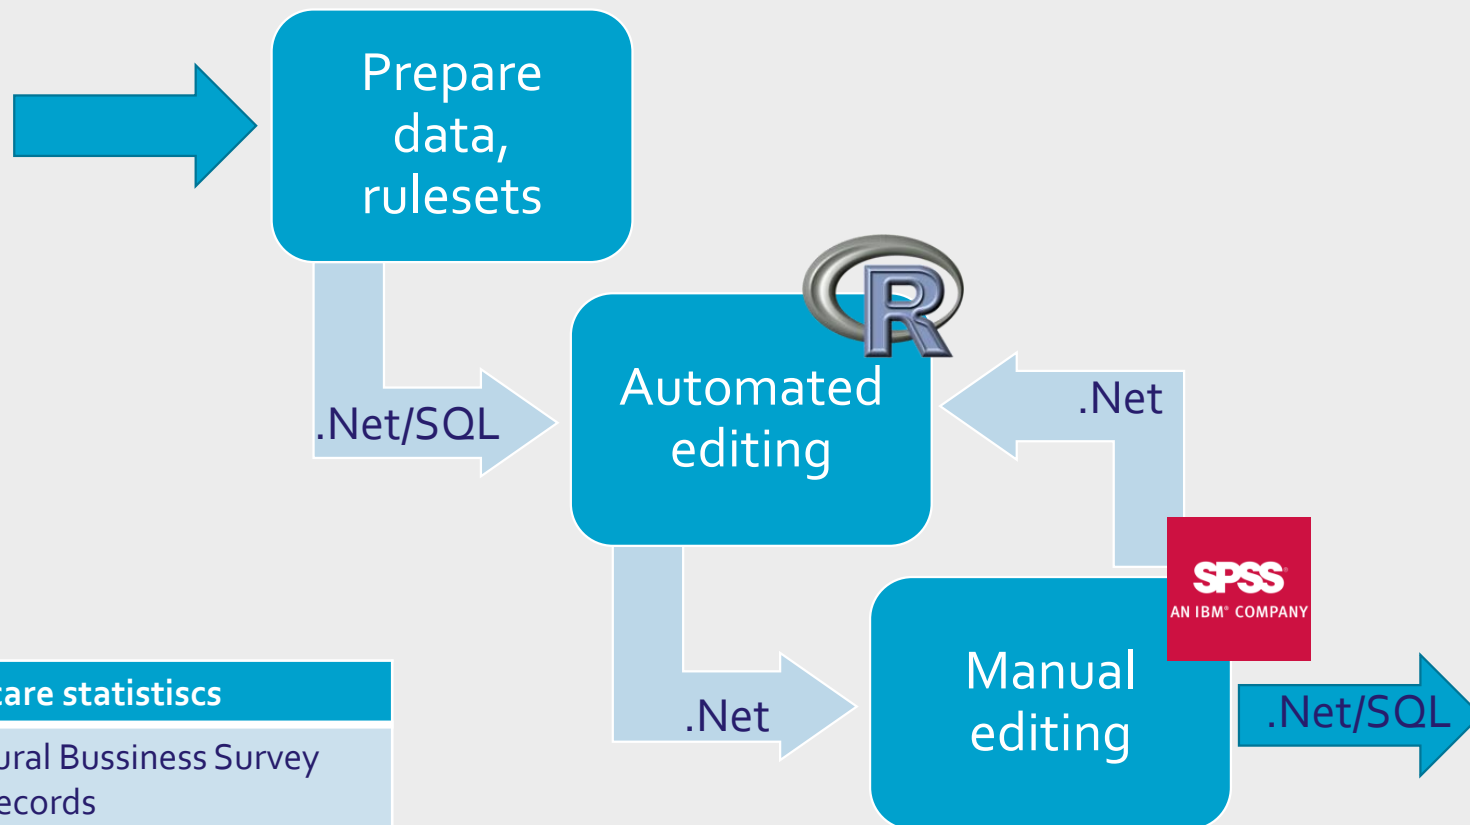 Prepare
data,
rulesets
R
.Net/SQL
Automated
editing
.Net
SPSS
AN IBM® COMPANY
.Net
Manual
editing
.Net/SQL
care statistiscs
ural Bussiness Survey
ecords